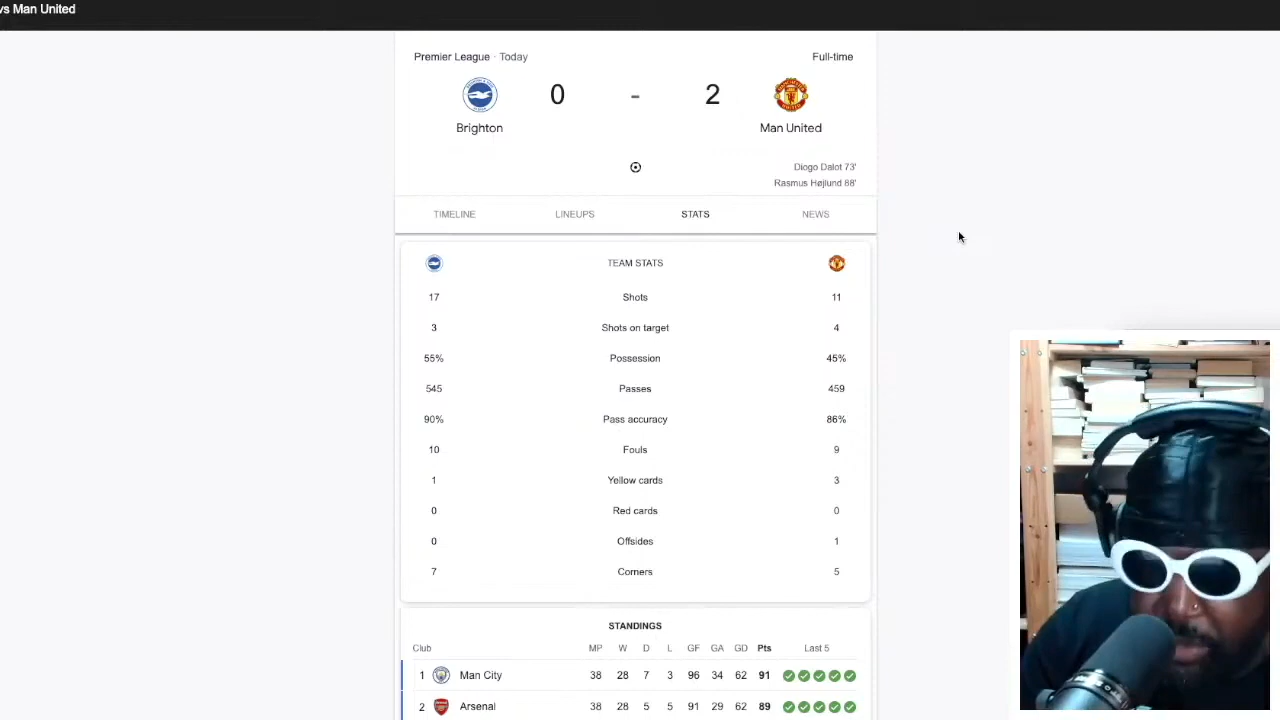 vs Man United
Premier League · Today Full-time
0 - 2
Brighton Man United
Diogo Dalot 73'
Rasmus Højlund 88'
TIMELINE LINEUPS STATS NEWS
TEAM STATS
17 Shots 11
3 Shots on target 4
55% Possession 45%
545 Passes 459
90% Pass accuracy 86%
10 Fouls 9
1 Yellow cards 3
0 Red cards 0
0 Offsides 1
7 Corners 5
STANDINGS
Club MP W D L GF GA GD Pts Last 5
1 Man City 38 28 7 3 96 34 62 91
2 Arsenal 38 28 5 5 91 29 62 89